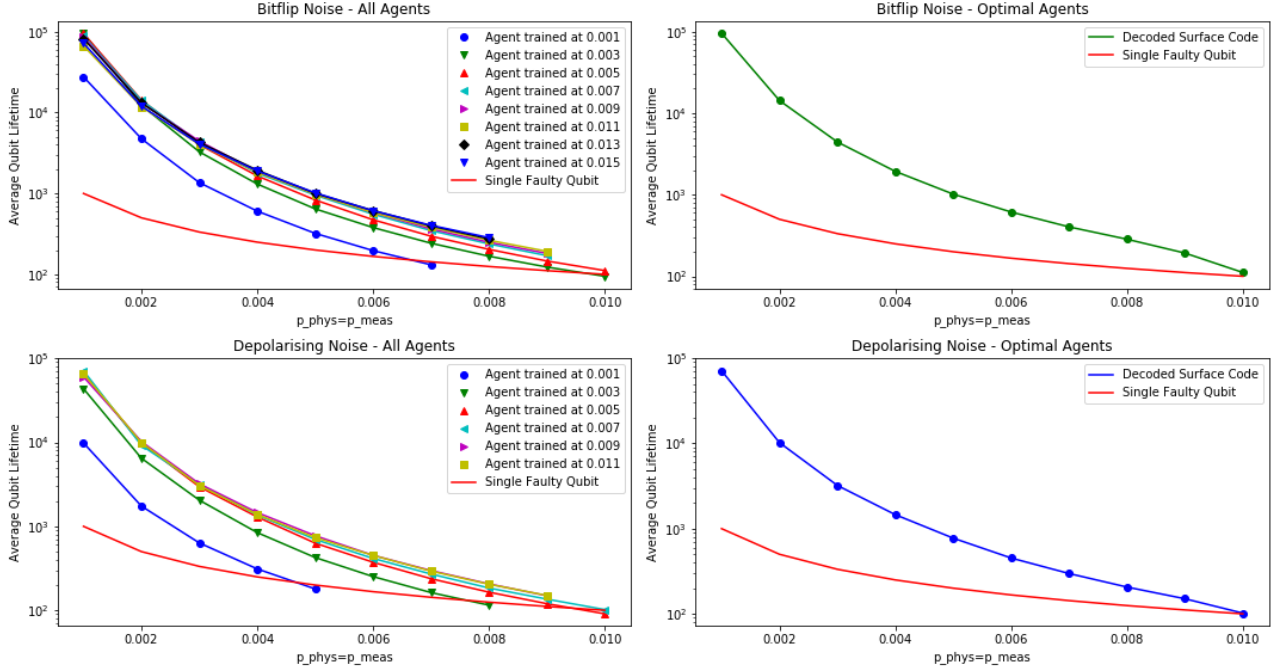 Bitflip Noise - All Agents
10⁵
10⁴
10³
10²
Average Qubit Lifetime
0.002
0.004
0.006
0.008
0.010
p_phys=p_meas
Agent trained at 0.001
Agent trained at 0.003
Agent trained at 0.005
Agent trained at 0.007
Agent trained at 0.009
Agent trained at 0.011
Agent trained at 0.013
Agent trained at 0.015
Single Faulty Qubit
Bitflip Noise - Optimal Agents
10⁵
10⁴
10³
10²
Average Qubit Lifetime
0.002
0.004
0.006
0.008
0.010
p_phys=p_meas
Decoded Surface Code
Single Faulty Qubit
Depolarising Noise - All Agents
10⁵
10⁴
10³
10²
Average Qubit Lifetime
0.002
0.004
0.006
0.008
0.010
p_phys=p_meas
Agent trained at 0.001
Agent trained at 0.003
Agent trained at 0.005
Agent trained at 0.007
Agent trained at 0.009
Agent trained at 0.011
Single Faulty Qubit
Depolarising Noise - Optimal Agents
10⁵
10⁴
10³
10²
Average Qubit Lifetime
0.002
0.004
0.006
0.008
0.010
p_phys=p_meas
Decoded Surface Code
Single Faulty Qubit